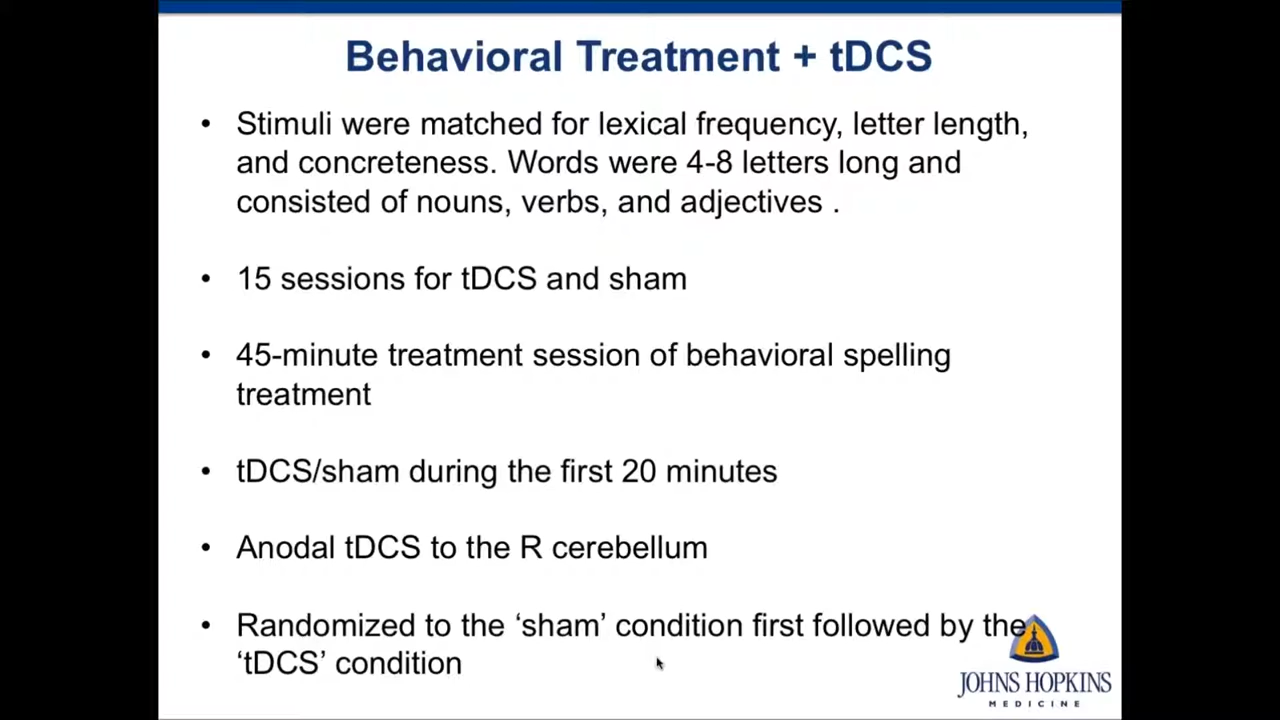 Behavioral Treatment + tDCS
• Stimuli were matched for lexical frequency, letter length,
and concreteness. Words were 4-8 letters long and
consisted of nouns, verbs, and adjectives .
• 15 sessions for tDCS and sham
• 45-minute treatment session of behavioral spelling
treatment
• tDCS/sham during the first 20 minutes
• Anodal tDCS to the R cerebellum
• Randomized to the ‘sham’ condition first followed by the
‘tDCS’ condition
JOHNS HOPKINS
MEDICINE